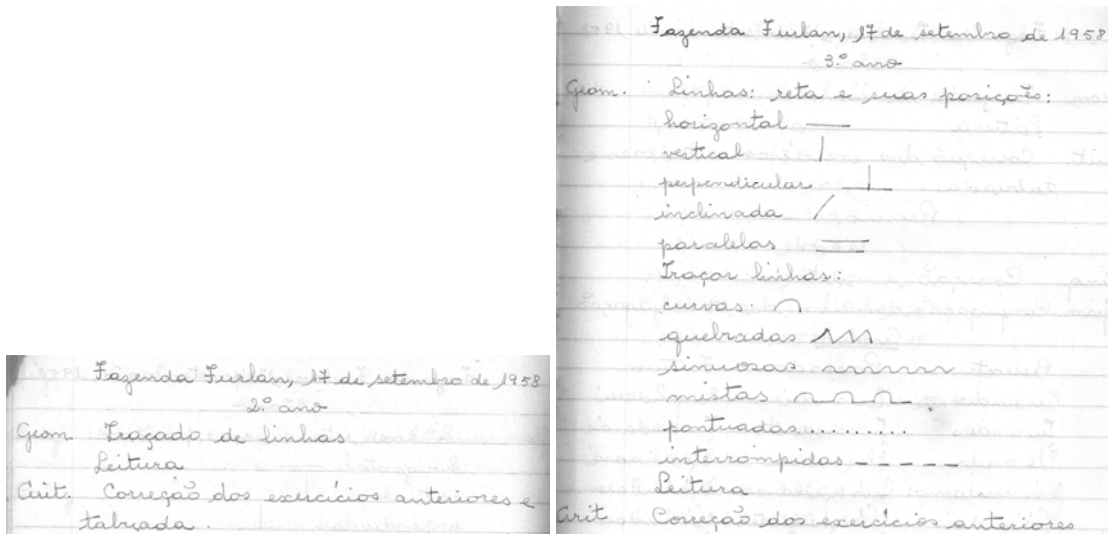 Fazenda Furlan, 17 de setembro de 1958
2.º ano
Geom. Traçado de linhas
Leitura
Arit. Correção dos exercícios anteriores e
tabuada.
Fazenda Furlan, 17 de setembro de 1958
3.º ano
Geom. Linhas: reta e suas posições:
horizontal
vertical
perpendicular
inclinada
paralelas
Traçar linhas:
curvas:
quebradas
sinuosas
mistas
pontuadas
interrompidas
Leitura
Arit Correção dos exercícios anteriores